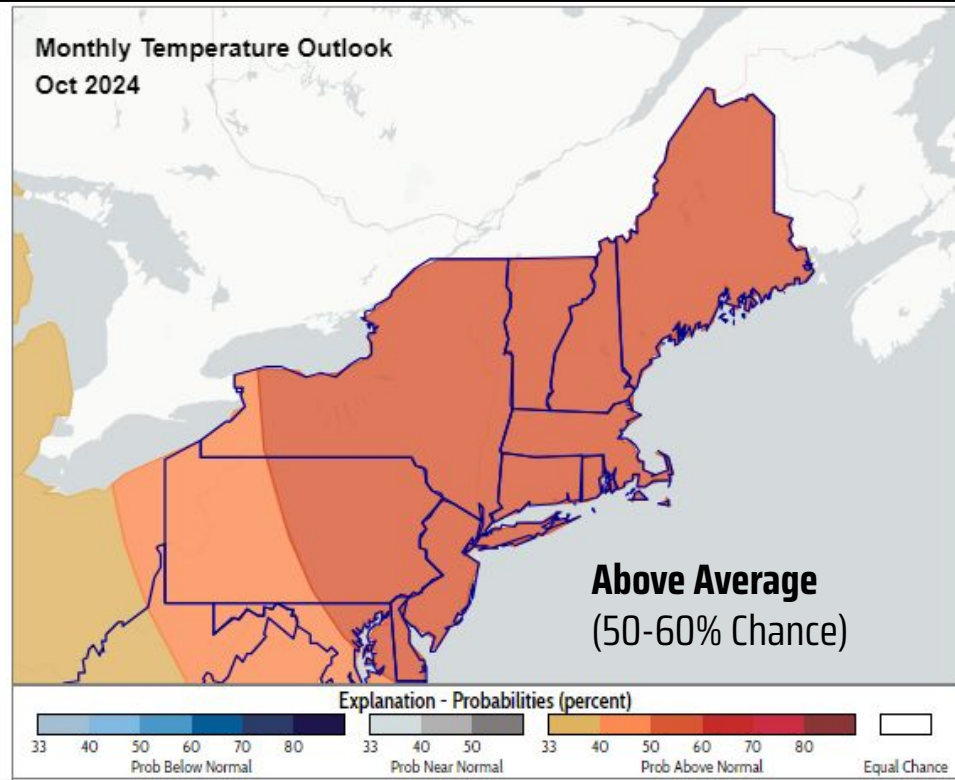 Monthly Temperature Outlook
Oct 2024
Above Average
(50-60% Chance)
Explanation - Probabilities (percent)
33 40 50 60 70 80 33 40 50 33 40 50 60 70 80
Prob Below Normal Prob Near Normal Prob Above Normal Equal Chance